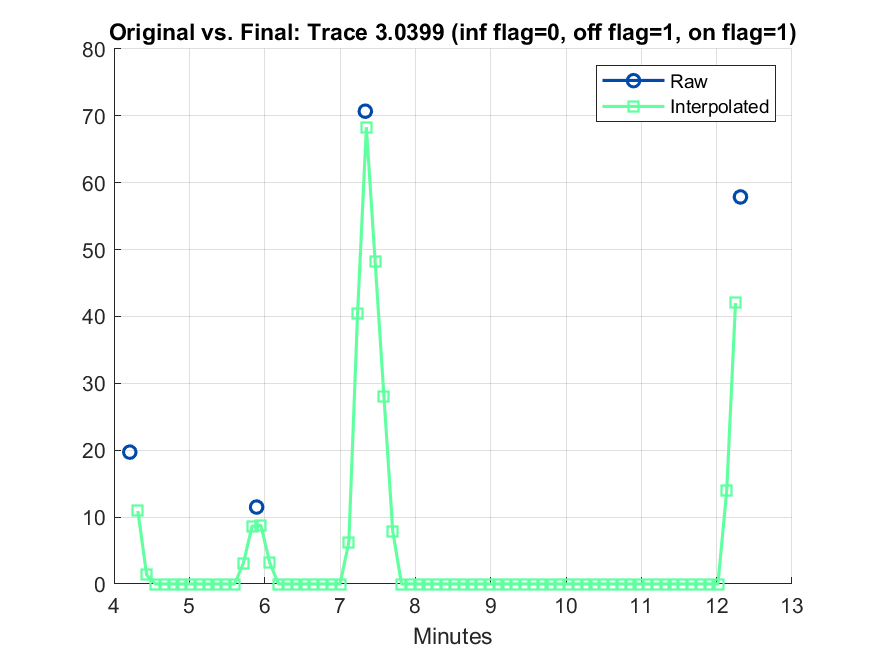 Original vs. Final: Trace 3.0399 (inf flag=0, off flag=1, on flag=1)
80
70
60
50
40
30
20
10
0
Raw
Interpolated
4 5 6 7 8 9 10 11 12 13
Minutes